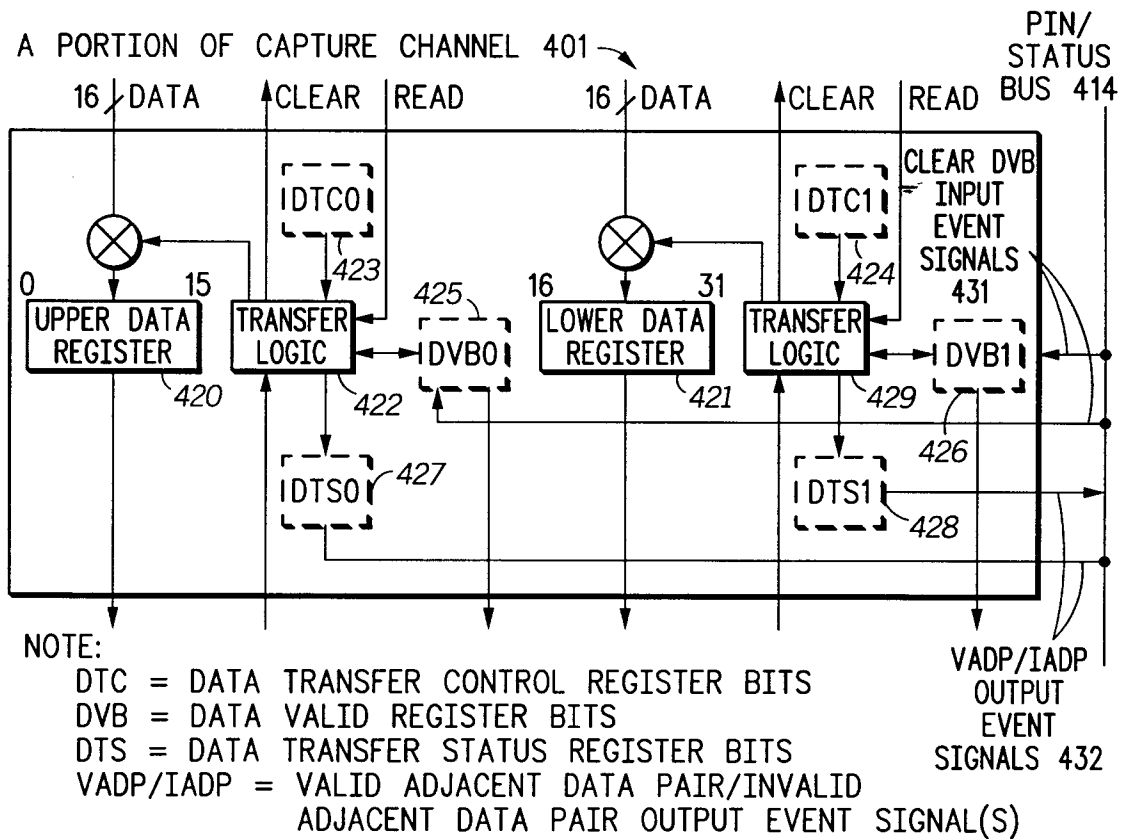 A PORTION OF CAPTURE CHANNEL 401
PIN/
STATUS
BUS 414
16 DATA
CLEAR
READ
16 DATA
CLEAR
READ
DTC0
423
DTC1
424
CLEAR DVB
INPUT
EVENT
SIGNALS
431
0
15
16
31
UPPER DATA
REGISTER
420
TRANSFER
LOGIC
422
425
DVB0
LOWER DATA
REGISTER
421
TRANSFER
LOGIC
429
DVB1
426
DTS0
427
DTS1
428
NOTE:
DTC = DATA TRANSFER CONTROL REGISTER BITS
DVB = DATA VALID REGISTER BITS
DTS = DATA TRANSFER STATUS REGISTER BITS
VADP/IADP = VALID ADJACENT DATA PAIR/INVALID
ADJACENT DATA PAIR OUTPUT EVENT SIGNAL(S)
VADP/IADP
OUTPUT
EVENT
SIGNALS 432